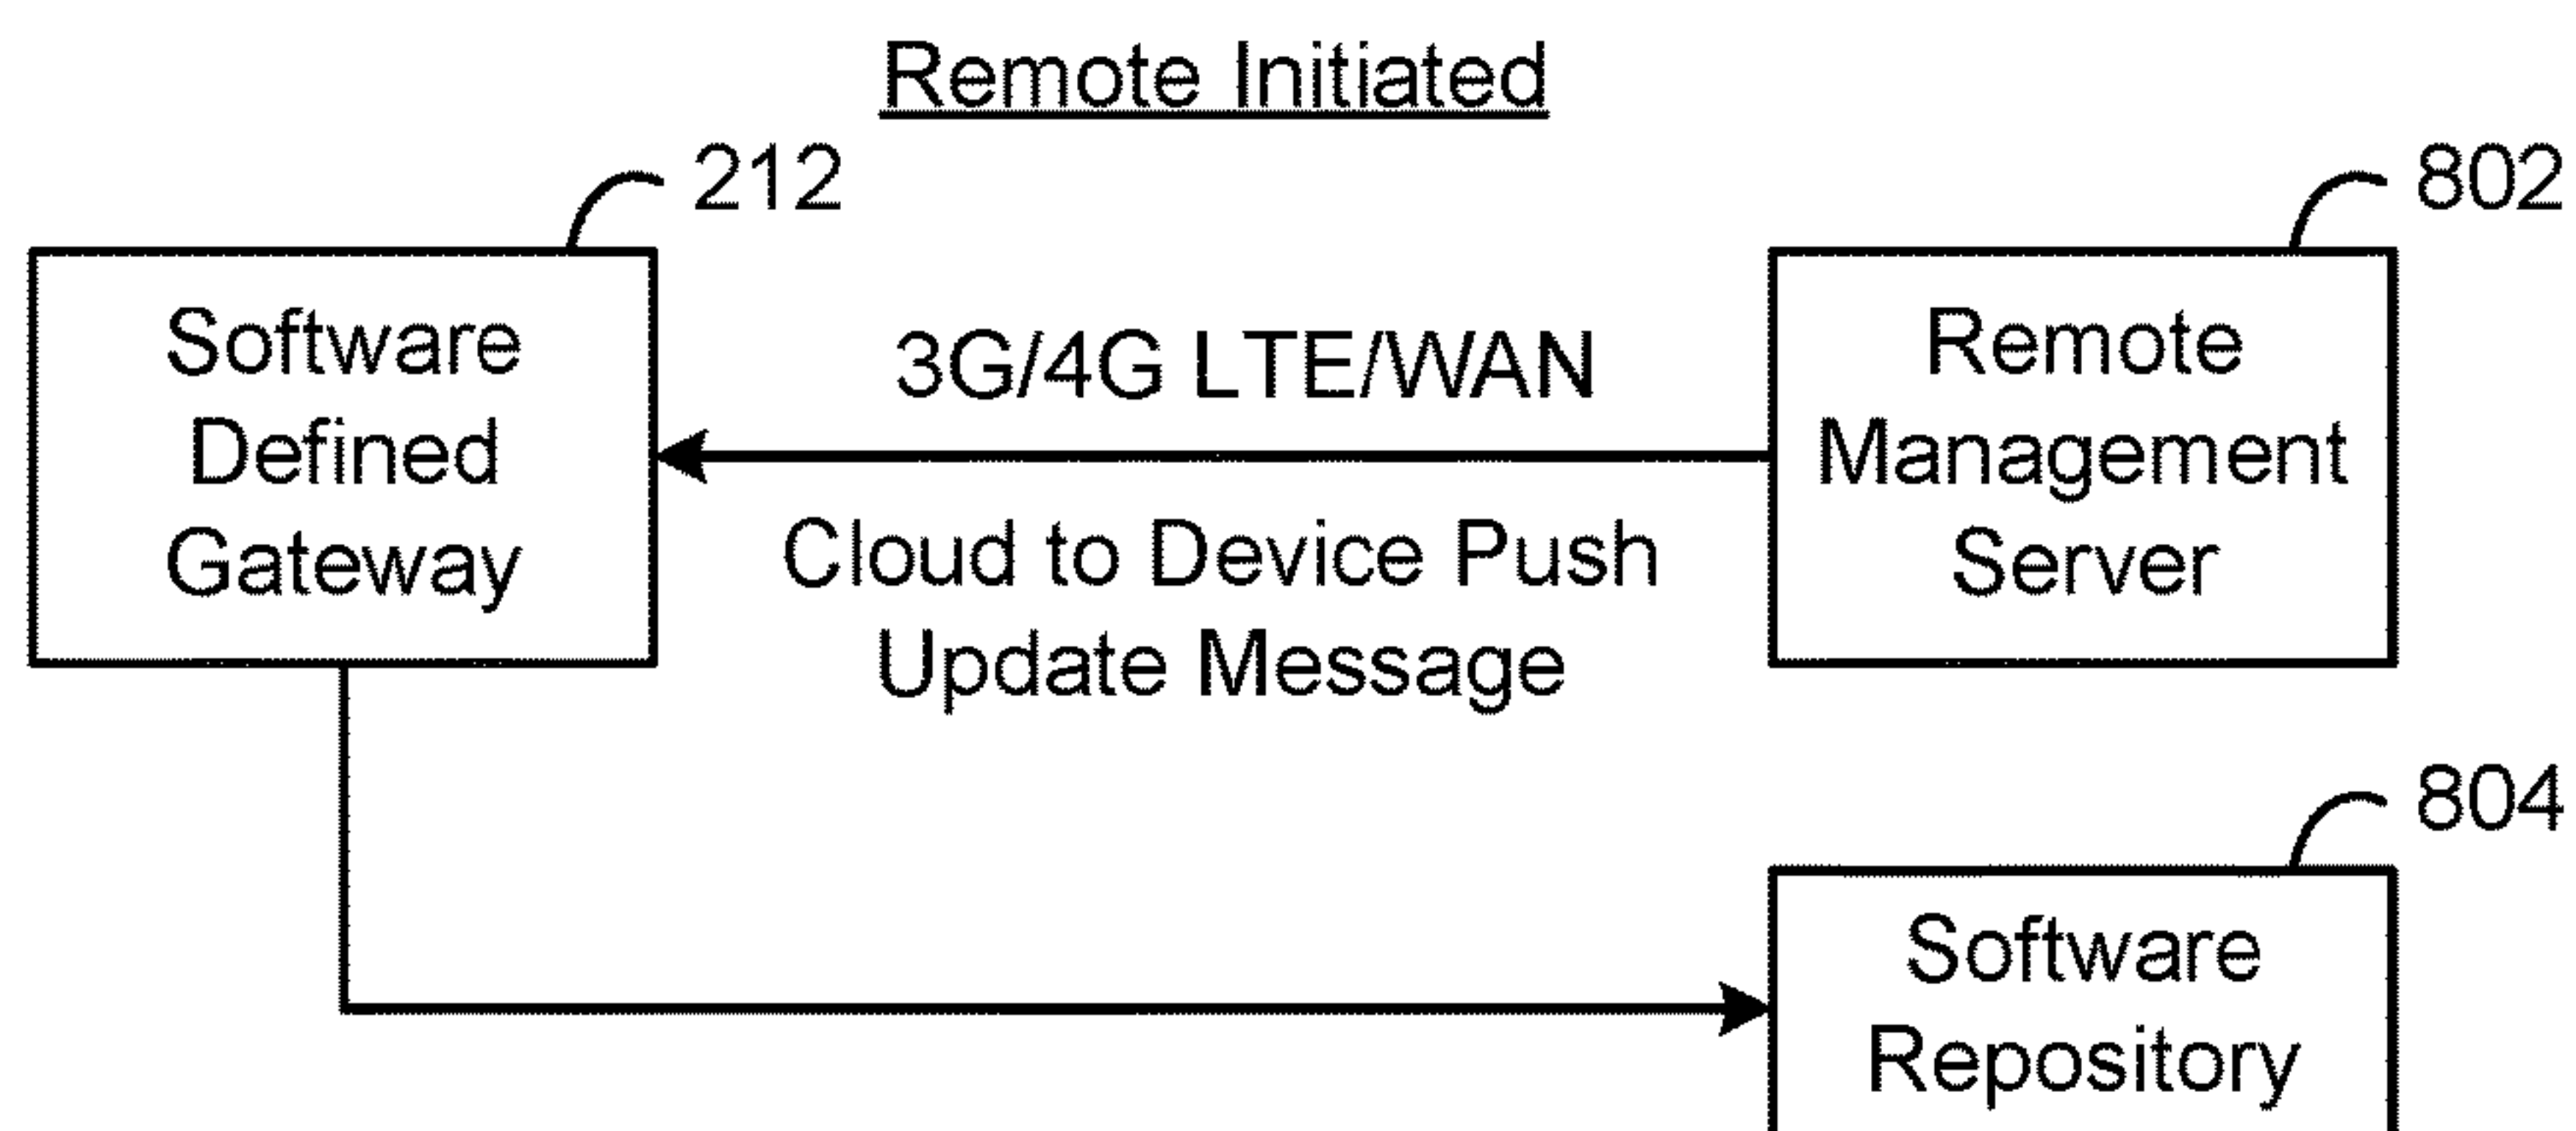 Remote Initiated
212
802
Software
Defined
Gateway
3G/4G LTE/WAN
Cloud to Device Push
Update Message
Remote
Management
Server
804
Software
Repository